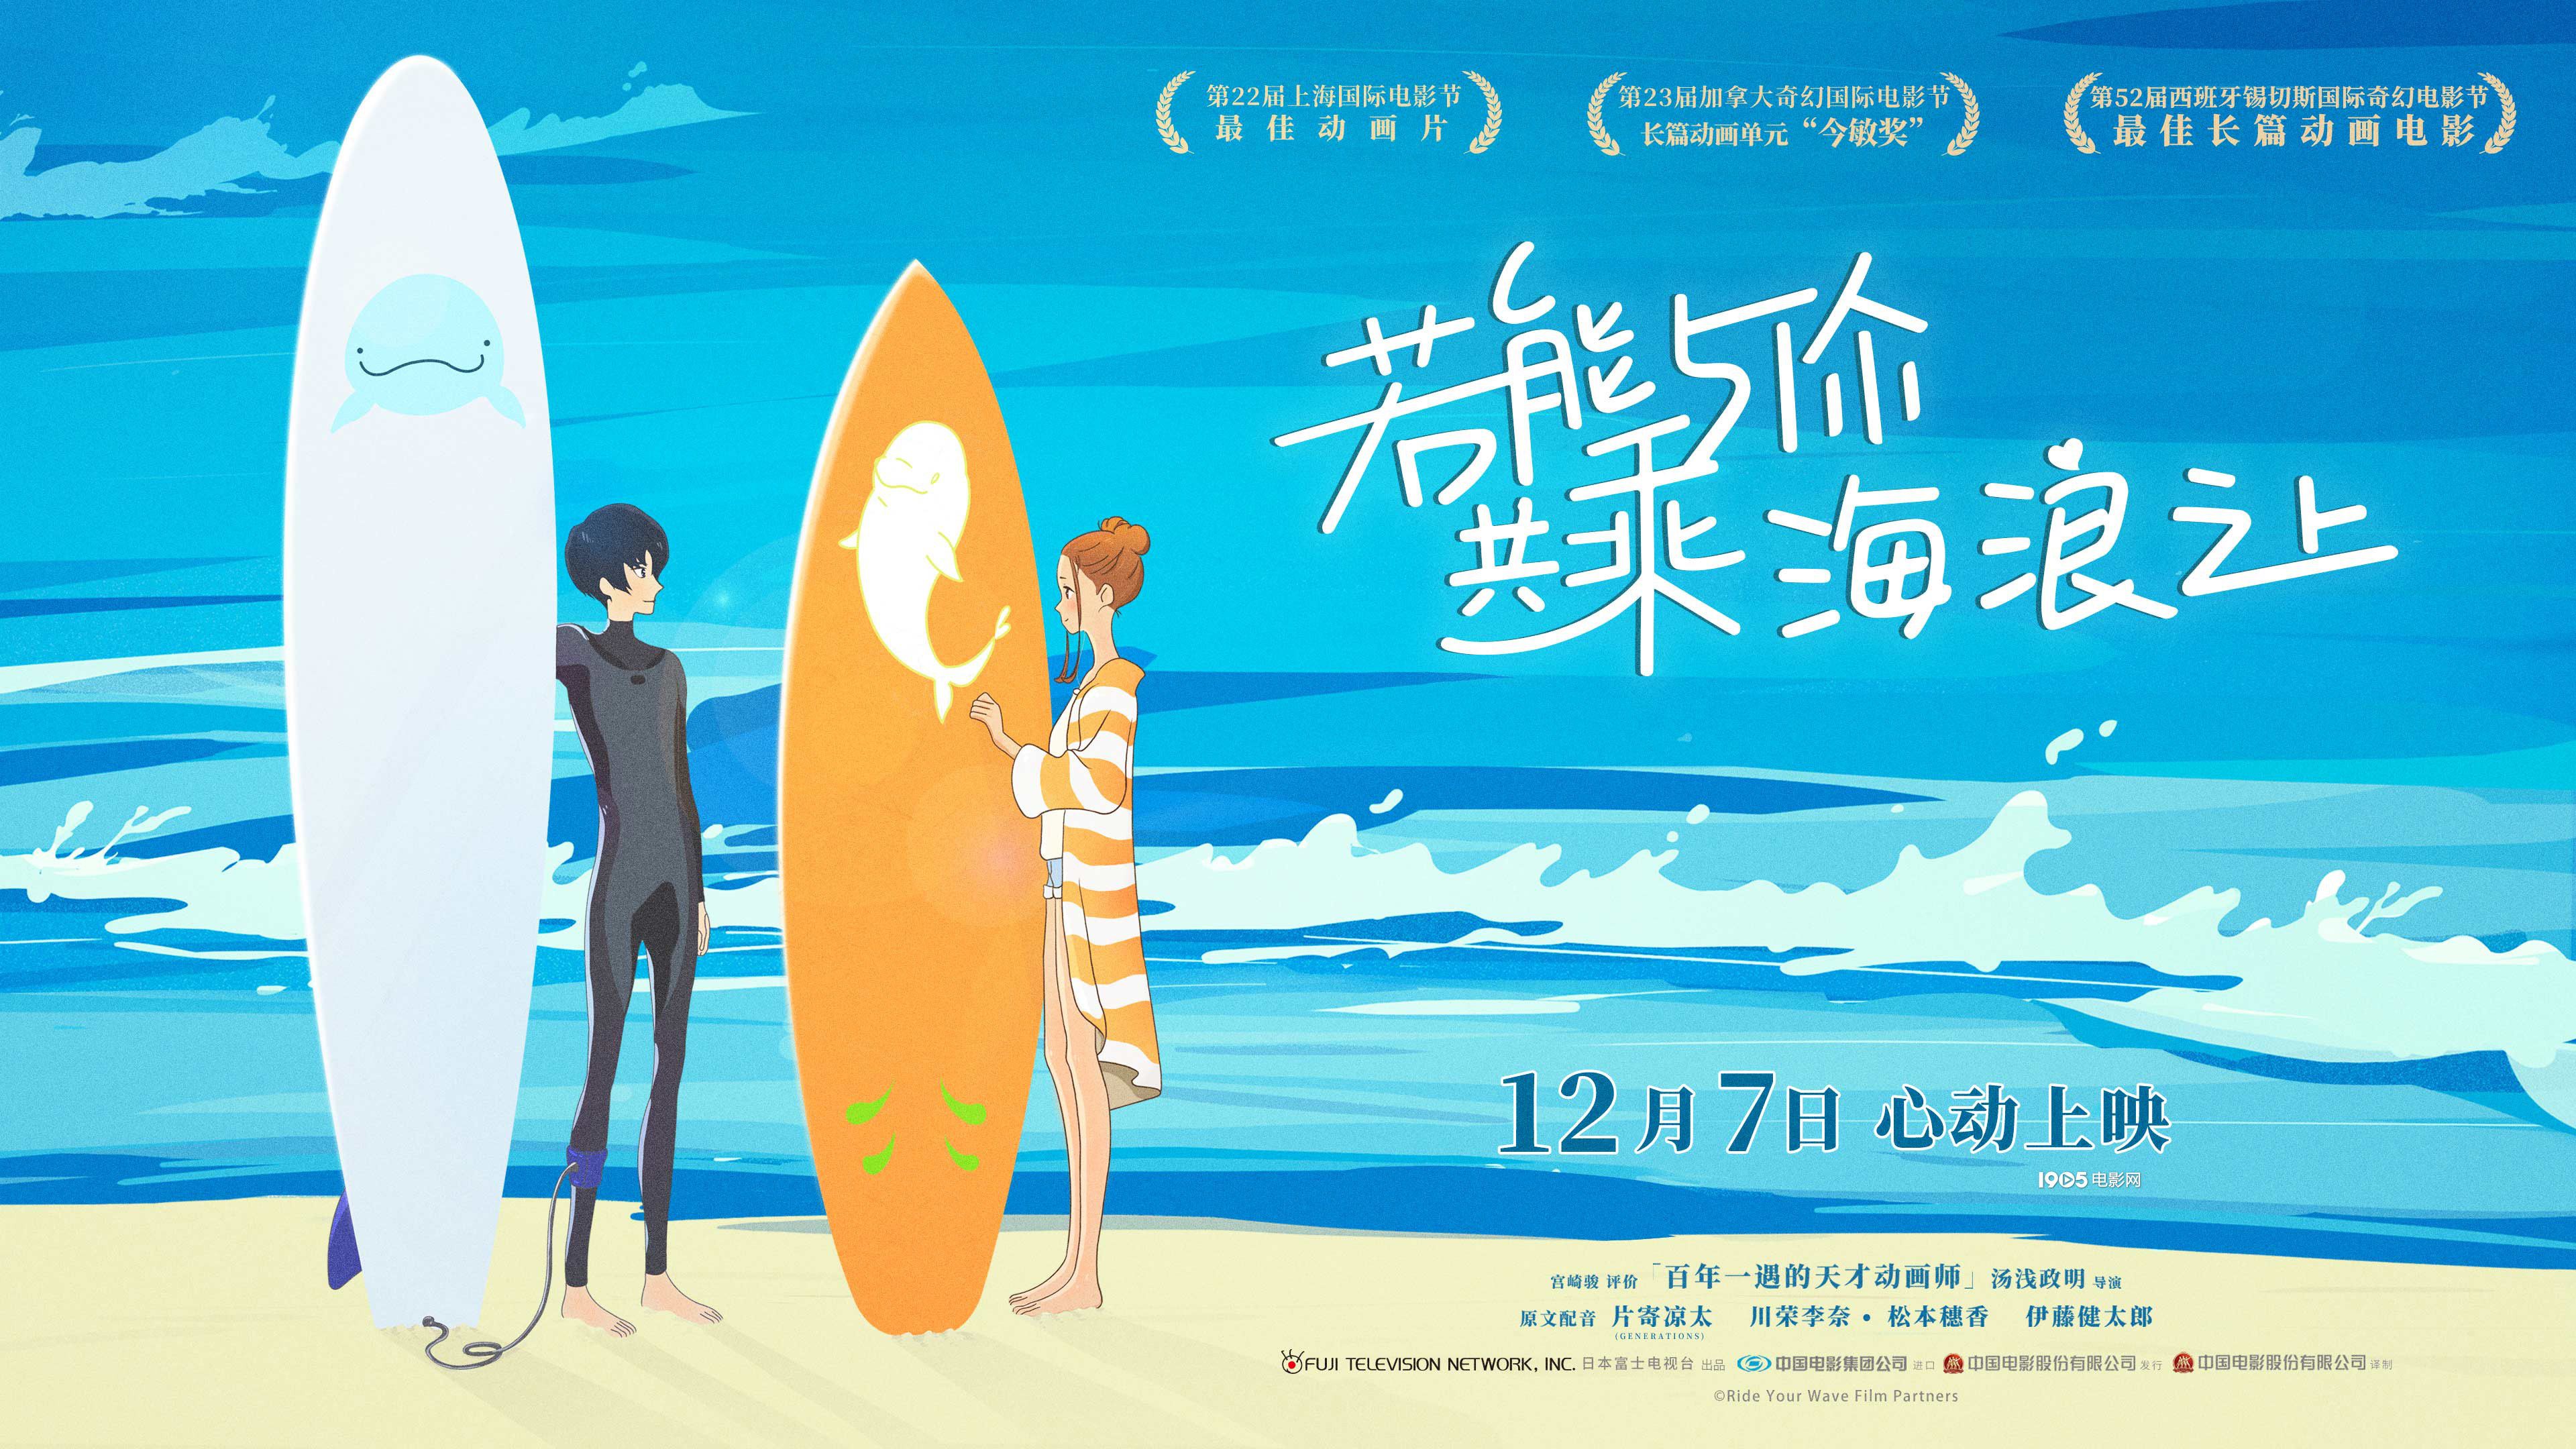 第22届上海国际电影节
最佳动画片
第23届加拿大奇幻国际电影节
长篇动画单元“今敏奖”
第52届西班牙锡切斯国际奇幻电影节
最佳长篇动画电影
若能与你
共乘海浪之上
12月7日 心动上映
1905电影网
宫崎骏 评价「百年一遇的天才动画师」汤浅政明 导演
原文配音 片寄凉太 川荣李奈・松本穗香 伊藤健太郎
(GENERATIONS)
FUJI TELEVISION NETWORK, INC. 日本富士电视台 出品 中国电影集团公司 进口 中国电影股份有限公司 发行 中国电影股份有限公司 译制
©Ride Your Wave Film Partners